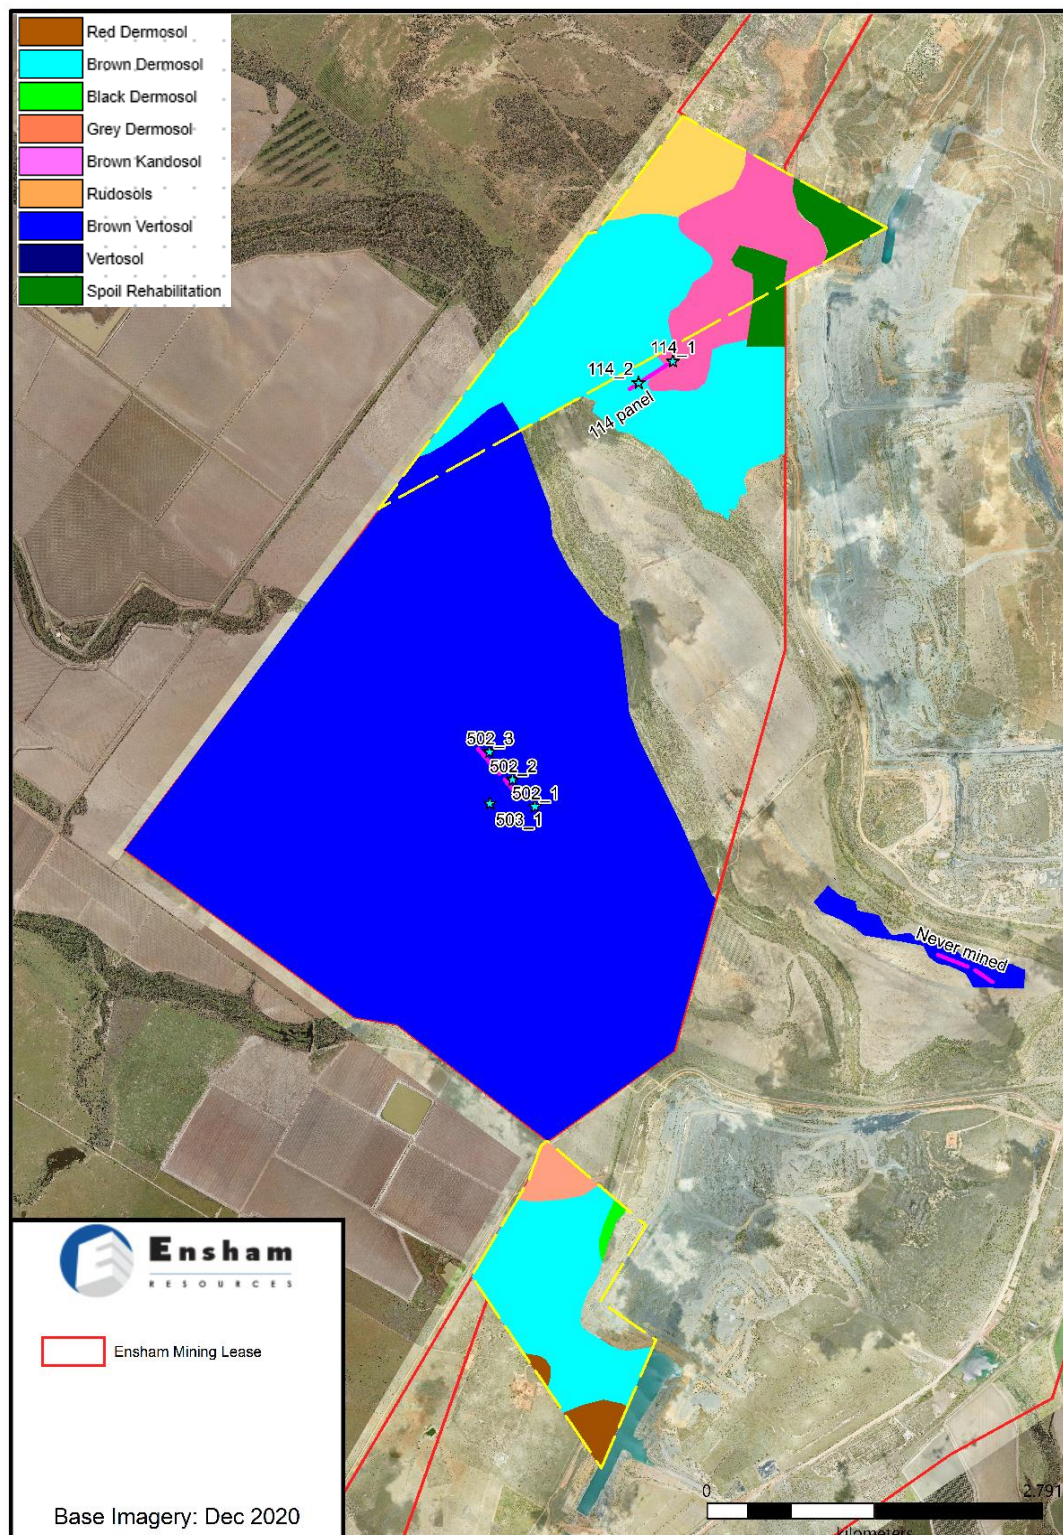 Red Dermosol
Brown Dermosol
Black Dermosol
Grey Dermosol
Brown Kandosol
Rudosols
Brown Vertosol
Vertosol
Spoil Rehabilitation
114_1
114_2
114 panel
502_3
502_2
502_1
503_1
Never mined
Ensham
RESOURCES
Ensham Mining Lease
Base Imagery: Dec 2020
0 2.791
kilometers